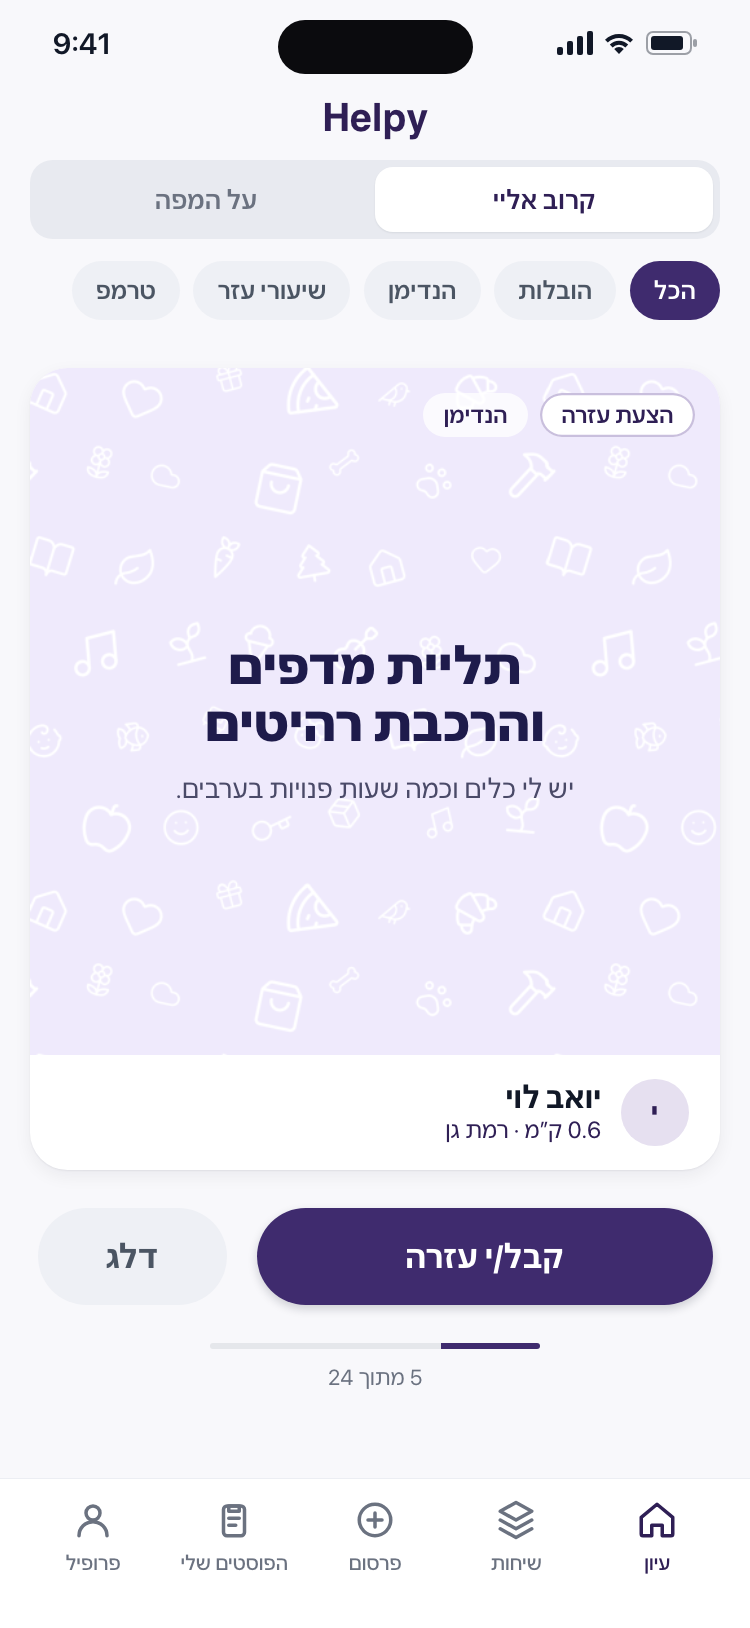 9:41
Helpy
קרוב אליי
על המפה
הכל
הובלות
הנדימן
שיעורי עזר
טרמפ
הצעת עזרה
הנדימן
תליית מדפים
והרכבת רהיטים
יש לי כלים וכמה שעות פנויות בערבים.
י
יואב לוי
0.6 ק״מ · רמת גן
קבל/י עזרה
דלג
5 מתוך 24
עיון
שיחות
פרסום
הפוסטים שלי
פרופיל